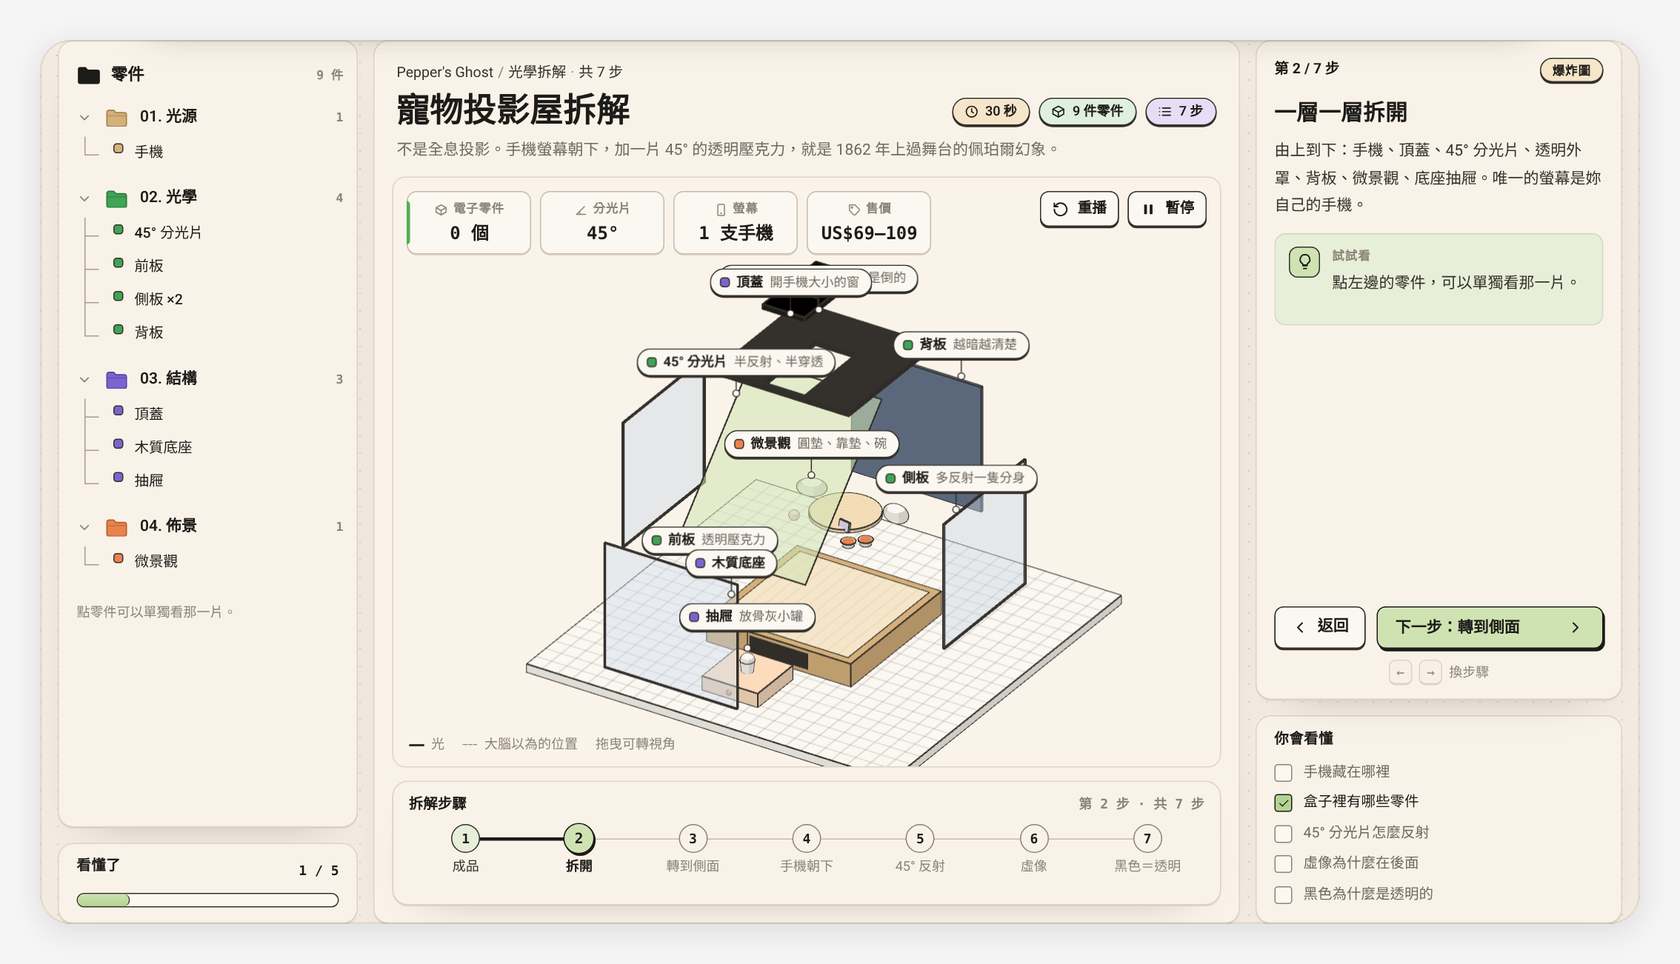 零件
9 件
01. 光源
1
手機
02. 光學
4
45° 分光片
前板
側板 ×2
背板
03. 結構
3
頂蓋
木質底座
抽屜
04. 佈景
1
微景觀
點零件可以單獨看那一片。
看懂了
1 / 5
Pepper's Ghost / 光學拆解 · 共 7 步
寵物投影屋拆解
30 秒
9 件零件
7 步
不是全息投影。手機螢幕朝下，加一片 45° 的透明壓克力，就是 1862 年上過舞台的佩珀爾幻象。
電子零件
0 個
分光片
45°
螢幕
1 支手機
售價
US$69–109
重播
暫停
頂蓋 開手機大小的窗
是倒的
背板 越暗越清楚
45° 分光片 半反射、半穿透
微景觀 圓墊、靠墊、碗
側板 多反射一隻分身
前板 透明壓克力
木質底座
抽屜 放骨灰小罐
光
大腦以為的位置
拖曳可轉視角
拆解步驟
第 2 步 · 共 7 步
1
2
3
4
5
6
7
成品
拆開
轉到側面
手機朝下
45° 反射
虛像
黑色＝透明
第 2 / 7 步
爆炸圖
一層一層拆開
由上到下：手機、頂蓋、45° 分光片、透明外
罩、背板、微景觀、底座抽屜。唯一的螢幕是妳
自己的手機。
試試看
點左邊的零件，可以單獨看那一片。
返回
下一步：轉到側面
← → 換步驟
你會看懂
手機藏在哪裡
盒子裡有哪些零件
45° 分光片怎麼反射
虛像為什麼在後面
黑色為什麼是透明的